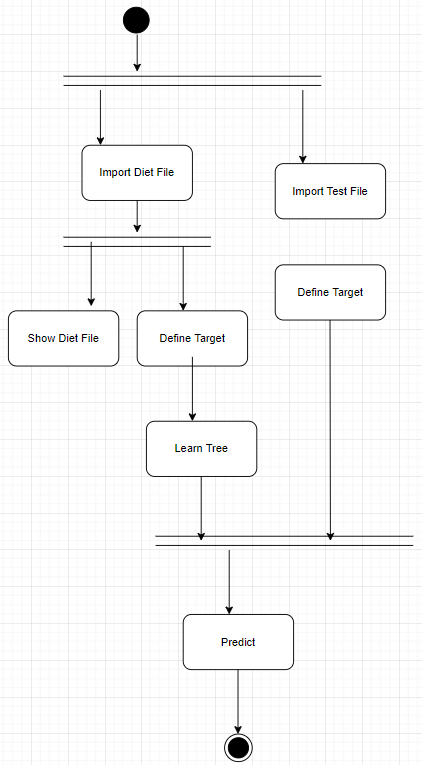 Import Diet File
Import Test File
Define Target
Show Diet File
Define Target
Learn Tree
Predict